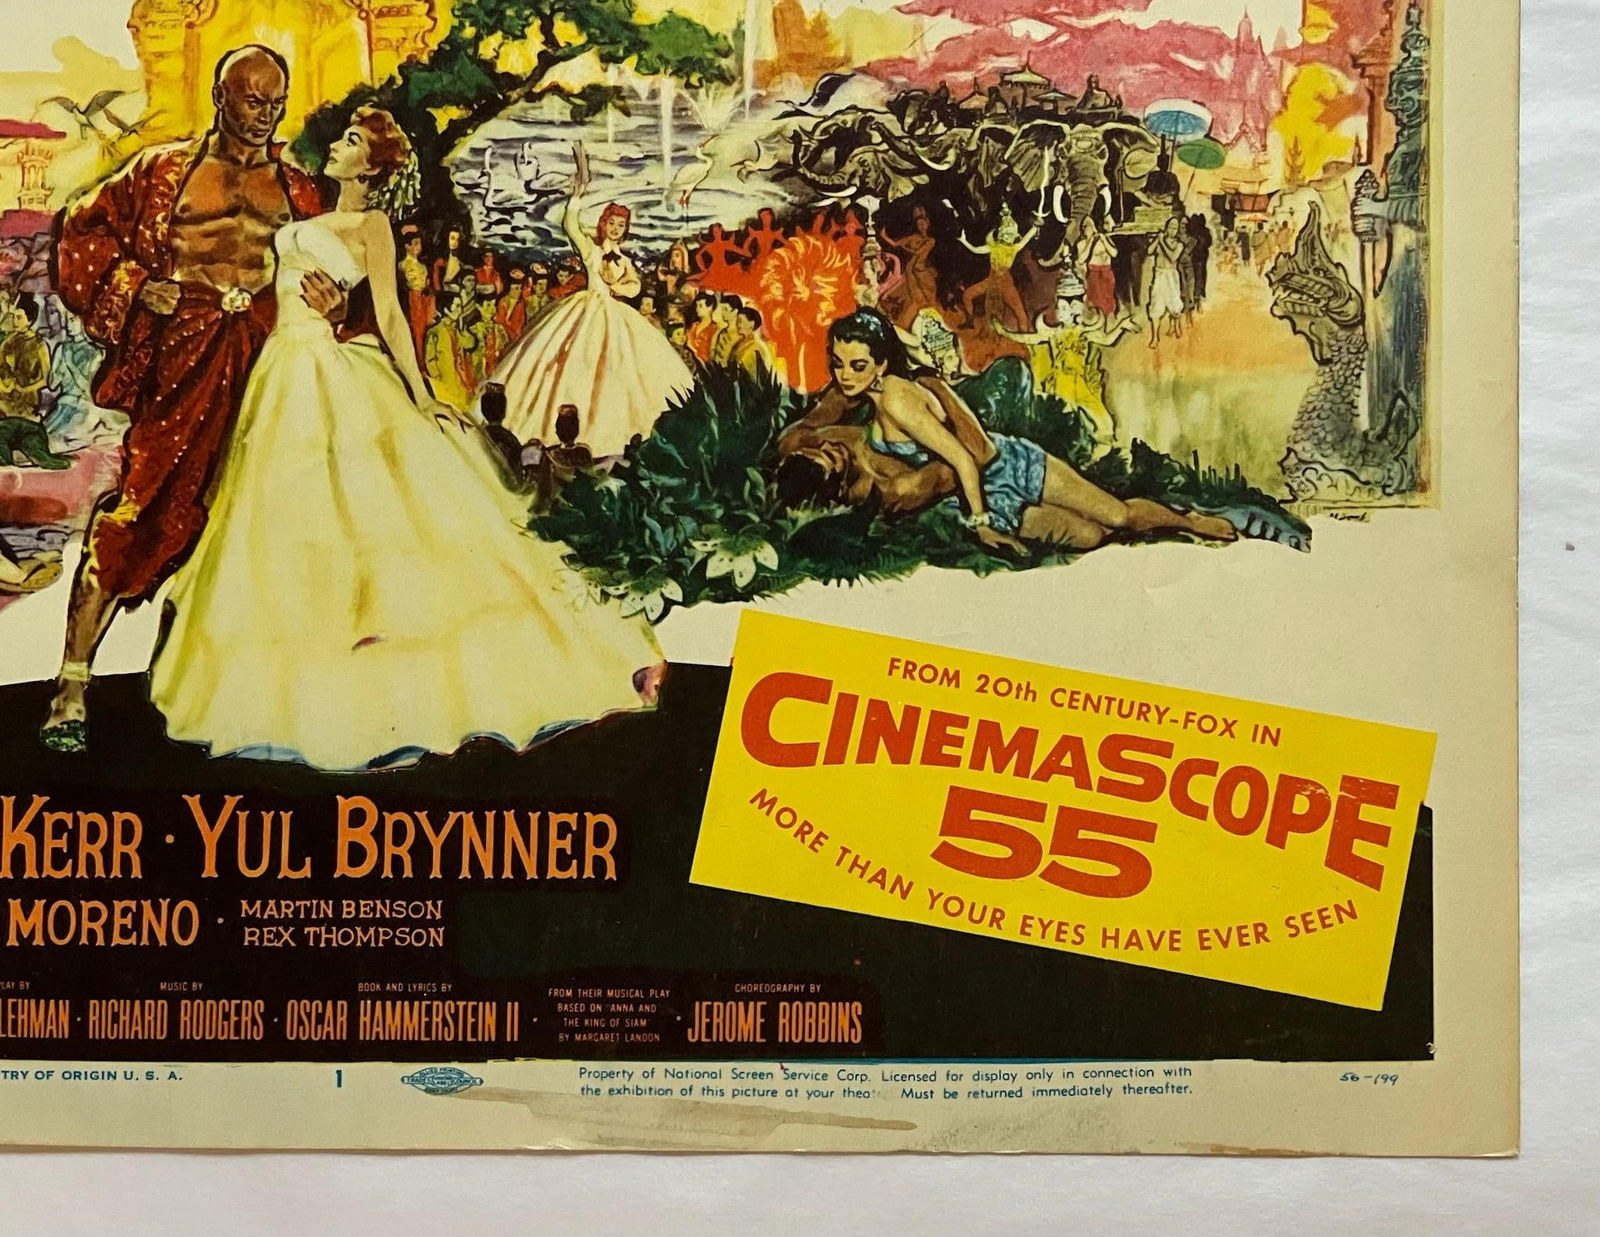 FROM 20th CENTURY-FOX IN
CINEMASCOPE
55
MORE THAN YOUR EYES HAVE EVER SEEN
KERR · YUL BRYNNER
MORENO · MARTIN BENSON
REX THOMPSON
LAY BY
LEHMAN ·
MUSIC BY
RICHARD RODGERS ·
BOOK AND LYRICS BY
OSCAR HAMMERSTEIN II ·
FROM THEIR MUSICAL PLAY
BASED ON "ANNA AND
THE KING OF SIAM"
BY MARGARET LANDON ·
CHOREOGRAPHY BY
JEROME ROBBINS
TRY OF ORIGIN U. S. A.
1
Property of National Screen Service Corp. Licensed for display only in connection with
the exhibition of this picture at your Must be returned immediately thereafter.
56-199